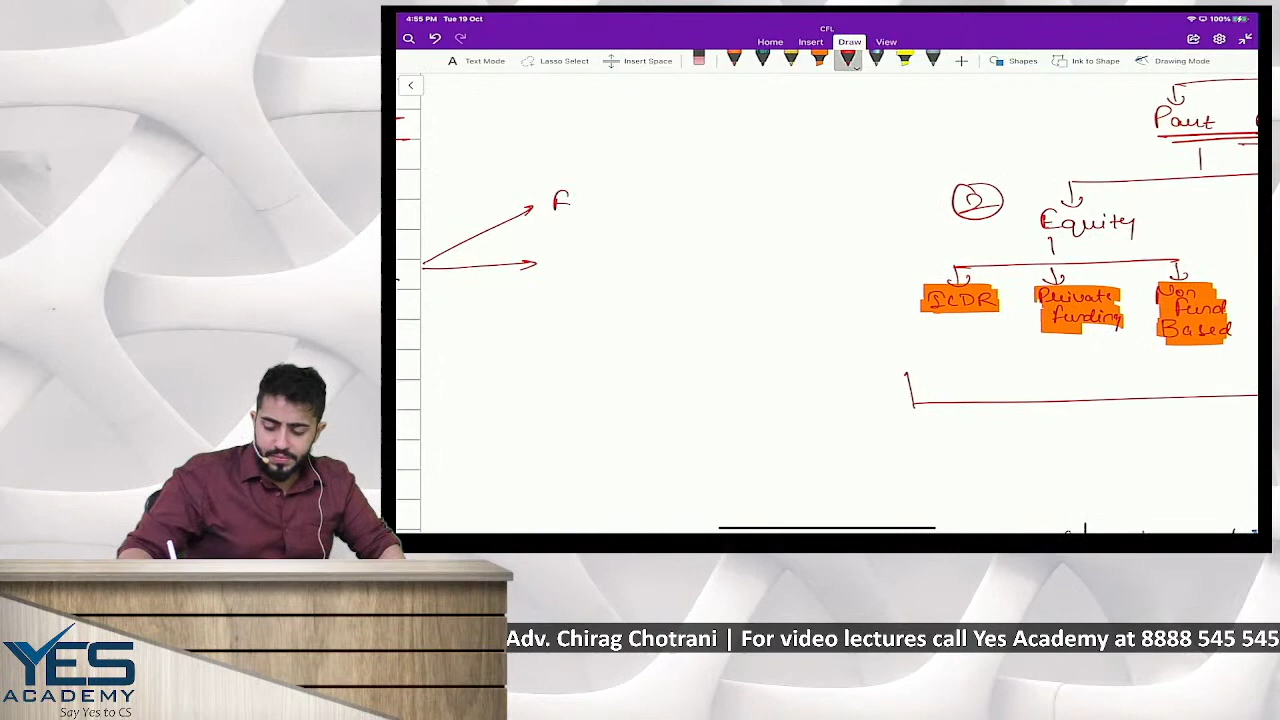 4:55 PM Tue 19 Oct
100%
CFL
Home Insert Draw View
A Text Mode Lasso Select Insert Space Shapes Ink to Shape Drawing Mode
Part
Equity
ICDR
Private
funding
Non
Fund
Based
YES
ACADEMY
Say Yes to CS
Adv. Chirag Chotrani | For video lectures call Yes Academy at 8888 545 545